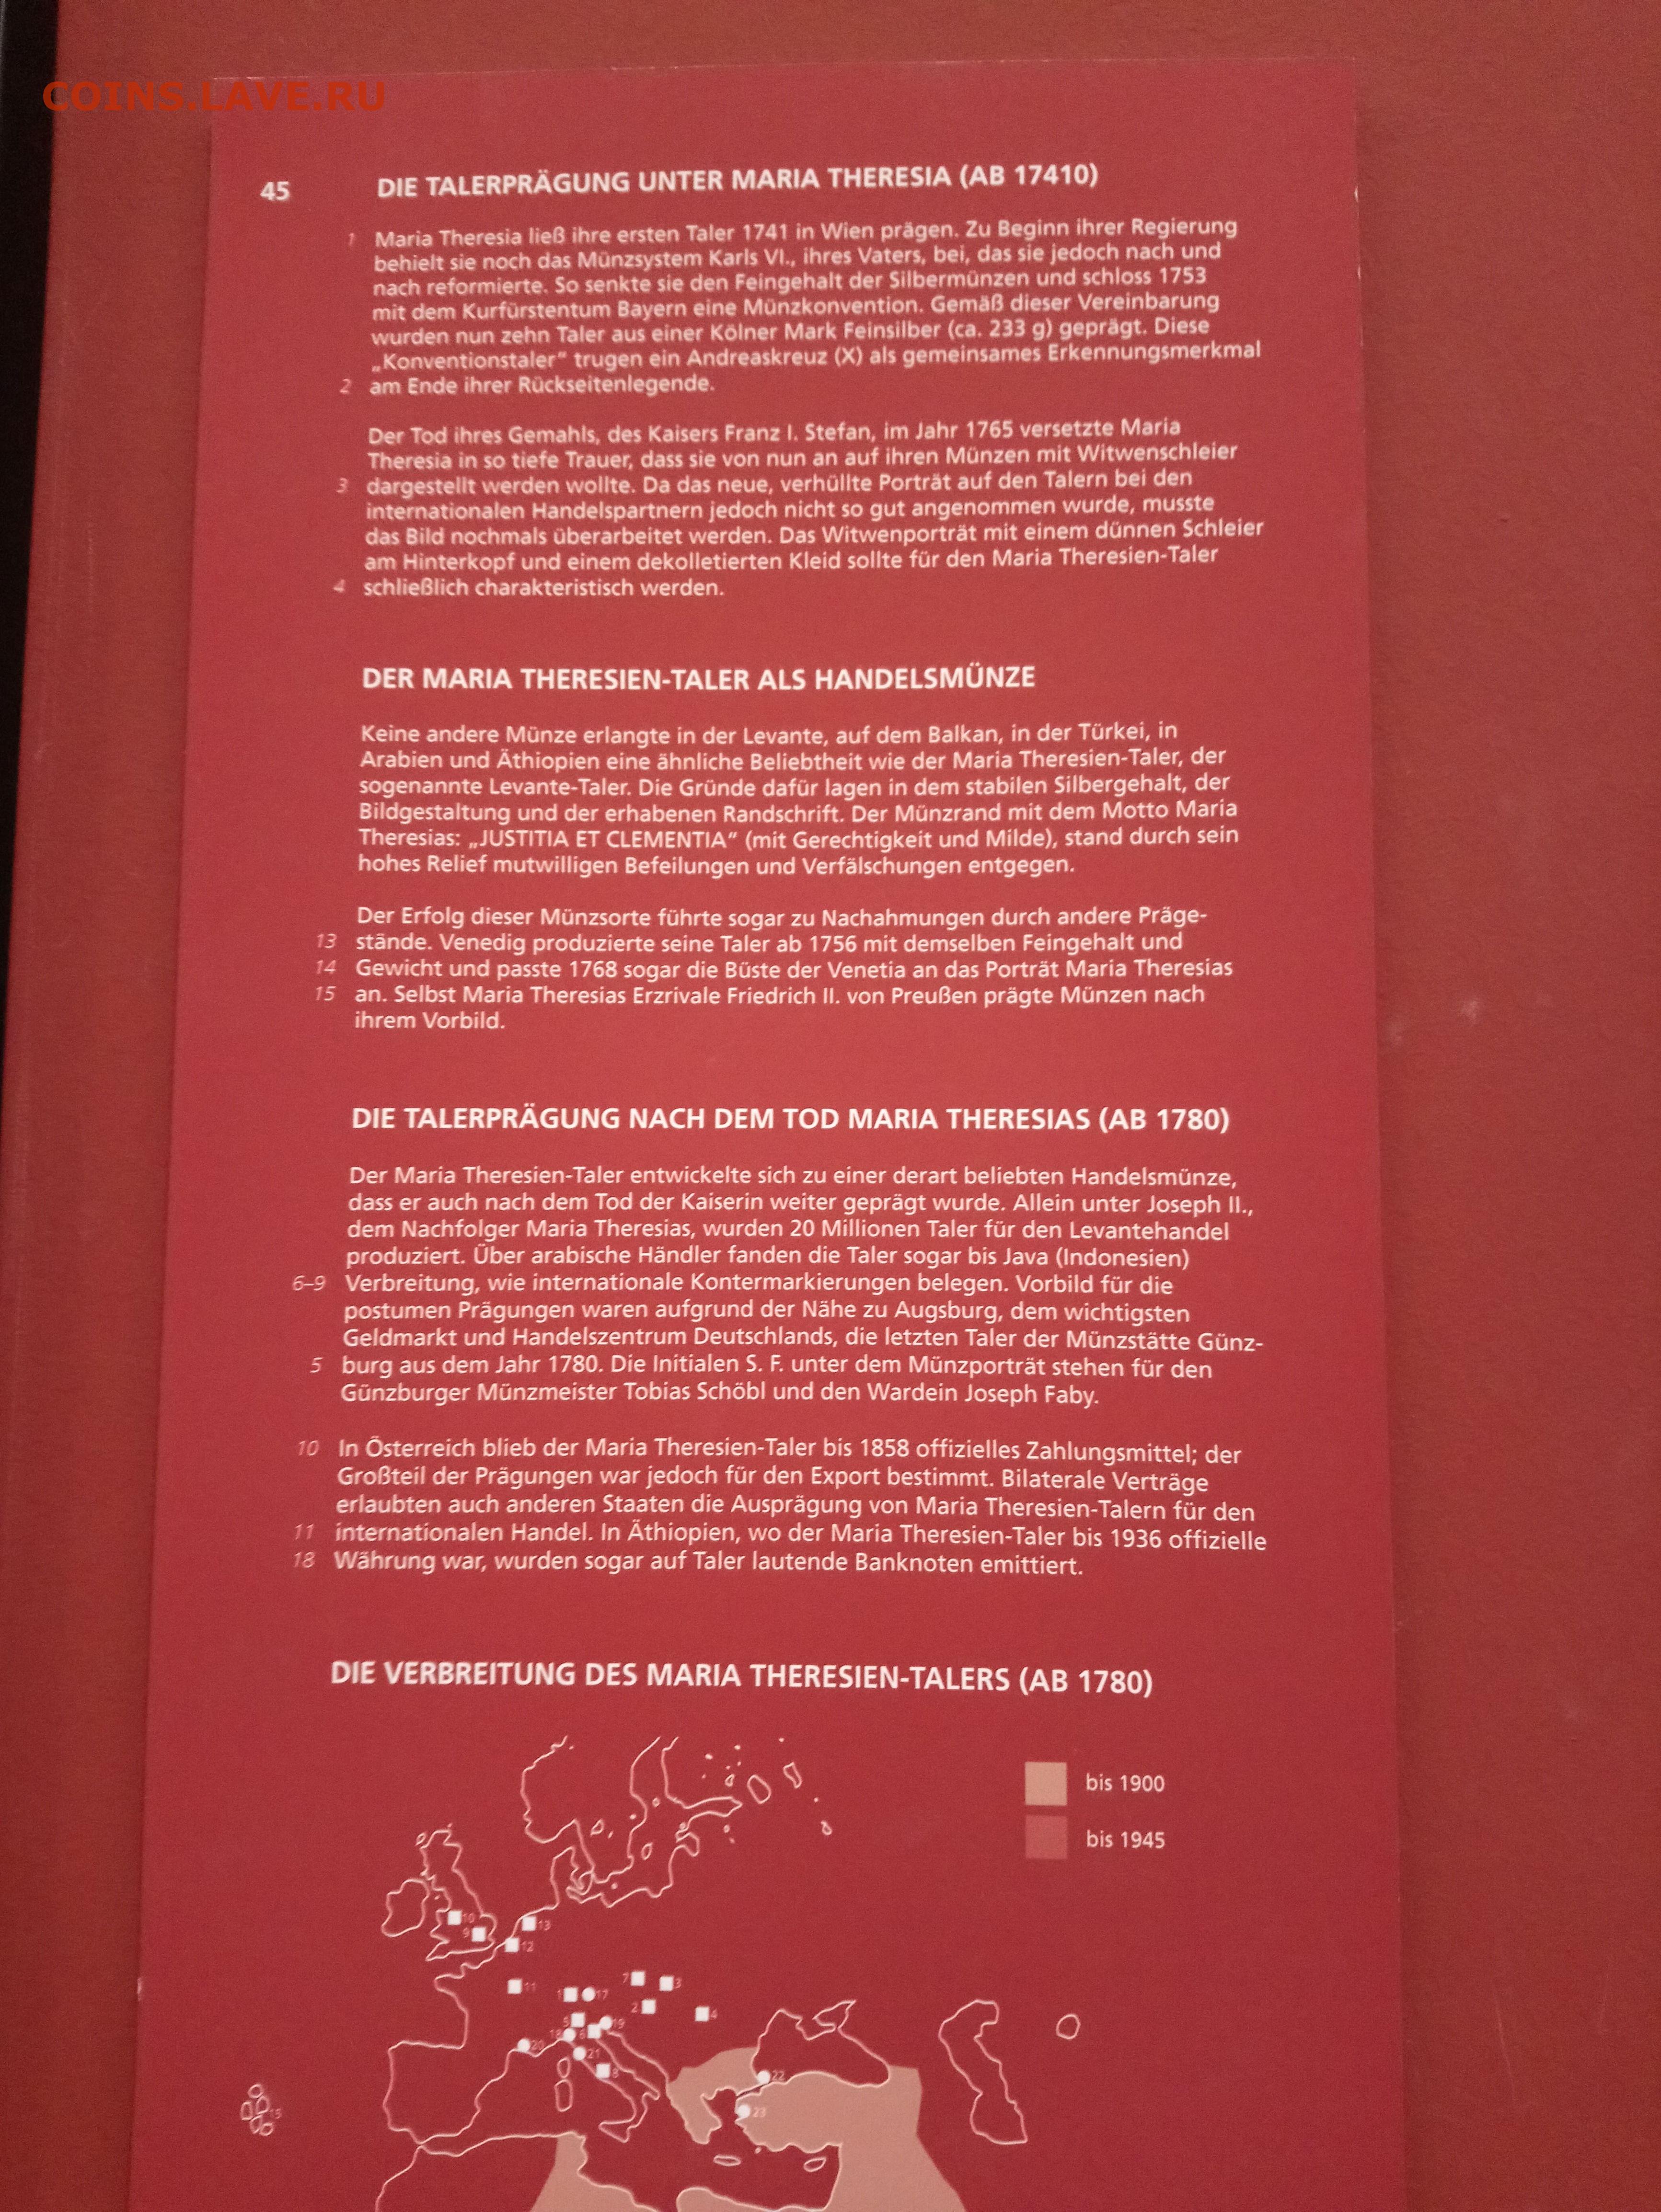 COINS.LAVE.RU
45 DIE TALERPRÄGUNG UNTER MARIA THERESIA (AB 17410)
1 Maria Theresia ließ ihre ersten Taler 1741 in Wien prägen. Zu Beginn ihrer Regierung
behielt sie noch das Münzsystem Karls VI., ihres Vaters, bei, das sie jedoch nach und
nach reformierte. So senkte sie den Feingehalt der Silbermünzen und schloss 1753
mit dem Kurfürstentum Bayern eine Münzkonvention. Gemäß dieser Vereinbarung
wurden nun zehn Taler aus einer Kölner Mark Feinsilber (ca. 233 g) geprägt. Diese
„Konventionstaler“ trugen ein Andreaskreuz (X) als gemeinsames Erkennungsmerkmal
2 am Ende ihrer Rückseitenlegende.
Der Tod ihres Gemahls, des Kaisers Franz I. Stefan, im Jahr 1765 versetzte Maria
Theresia in so tiefe Trauer, dass sie von nun an auf ihren Münzen mit Witwenschleier
3 dargestellt werden wollte. Da das neue, verhüllte Porträt auf den Talern bei den
internationalen Handelspartnern jedoch nicht so gut angenommen wurde, musste
das Bild nochmals überarbeitet werden. Das Witwenporträt mit einem dünnen Schleier
am Hinterkopf und einem dekolletierten Kleid sollte für den Maria Theresien-Taler
4 schließlich charakteristisch werden.
DER MARIA THERESIEN-TALER ALS HANDELSMÜNZE
Keine andere Münze erlangte in der Levante, auf dem Balkan, in der Türkei, in
Arabien und Äthiopien eine ähnliche Beliebtheit wie der Maria Theresien-Taler, der
sogenannte Levante-Taler. Die Gründe dafür lagen in dem stabilen Silbergehalt, der
Bildgestaltung und der erhabenen Randschrift. Der Münzrand mit dem Motto Maria
Theresias: „JUSTITIA ET CLEMENTIA“ (mit Gerechtigkeit und Milde), stand durch sein
hohes Relief mutwilligen Befeilungen und Verfälschungen entgegen.
Der Erfolg dieser Münzsorte führte sogar zu Nachahmungen durch andere Präge-
13 stände. Venedig produzierte seine Taler ab 1756 mit demselben Feingehalt und
14 Gewicht und passte 1768 sogar die Büste der Venetia an das Porträt Maria Theresias
15 an. Selbst Maria Theresias Erzrivale Friedrich II. von Preußen prägte Münzen nach
ihrem Vorbild.
DIE TALERPRÄGUNG NACH DEM TOD MARIA THERESIAS (AB 1780)
Der Maria Theresien-Taler entwickelte sich zu einer derart beliebten Handelsmünze,
dass er auch nach dem Tod der Kaiserin weiter geprägt wurde. Allein unter Joseph II.,
dem Nachfolger Maria Theresias, wurden 20 Millionen Taler für den Levantehandel
produziert. Über arabische Händler fanden die Taler sogar bis Java (Indonesien)
6–9 Verbreitung, wie internationale Kontermarkierungen belegen. Vorbild für die
postumen Prägungen waren aufgrund der Nähe zu Augsburg, dem wichtigsten
Geldmarkt und Handelszentrum Deutschlands, die letzten Taler der Münzstätte Günz-
5 burg aus dem Jahr 1780. Die Initialen S. F. unter dem Münzporträt stehen für den
Günzburger Münzmeister Tobias Schöbl und den Wardein Joseph Faby.
10 In Österreich blieb der Maria Theresien-Taler bis 1858 offizielles Zahlungsmittel; der
Großteil der Prägungen war jedoch für den Export bestimmt. Bilaterale Verträge
erlaubten auch anderen Staaten die Ausprägung von Maria Theresien-Talern für den
11 internationalen Handel. In Äthiopien, wo der Maria Theresien-Taler bis 1936 offizielle
18 Währung war, wurden sogar auf Taler lautende Banknoten emittiert.
DIE VERBREITUNG DES MARIA THERESIEN-TALERS (AB 1780)
bis 1900
bis 1945
10
9
13
12
11
1
17
7
3
2
4
5
19
18
6
20
21
8
22
23
15